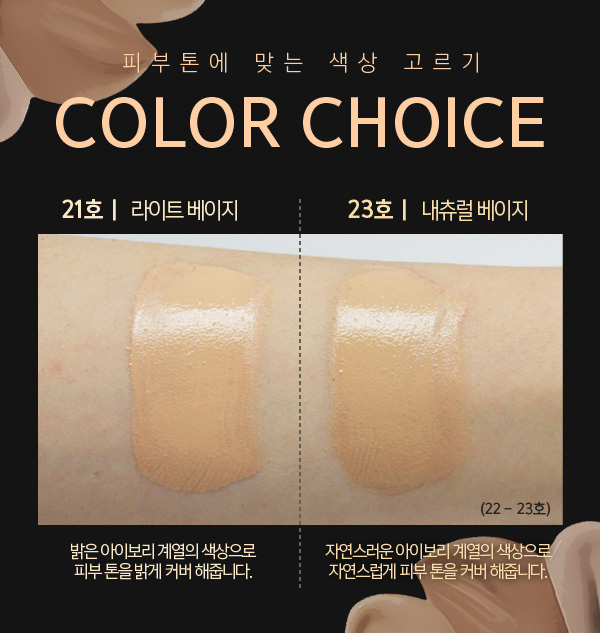 피부톤에 맞는 색상 고르기
COLOR CHOICE
21호 | 라이트 베이지
23호 | 내츄럴 베이지
(22 – 23호)
밝은 아이보리 계열의 색상으로
피부 톤을 밝게 커버 해줍니다.
자연스러운 아이보리 계열의 색상으로
자연스럽게 피부 톤을 커버 해줍니다.